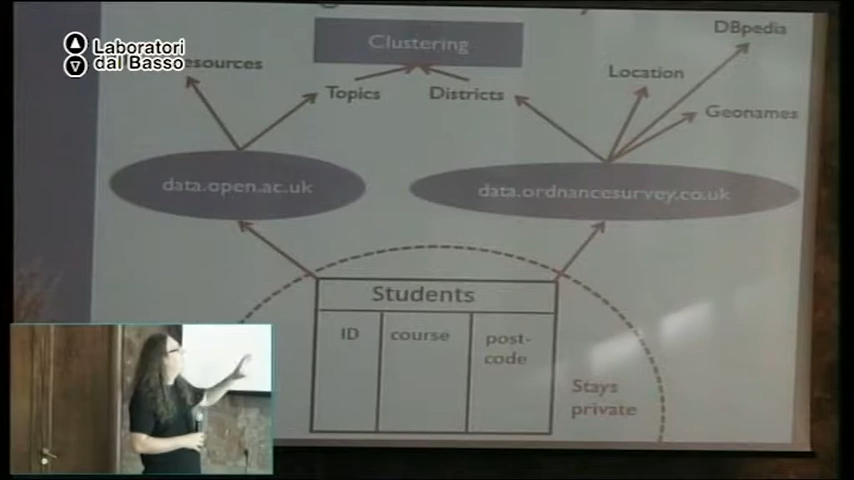 Laboratori
dal Basso
Clustering
DBpedia
esources
Topics
Districts
Location
Geonames
data.open.ac.uk
data.ordnancesurvey.co.uk
Students
ID
course
post-
code
Stays
private